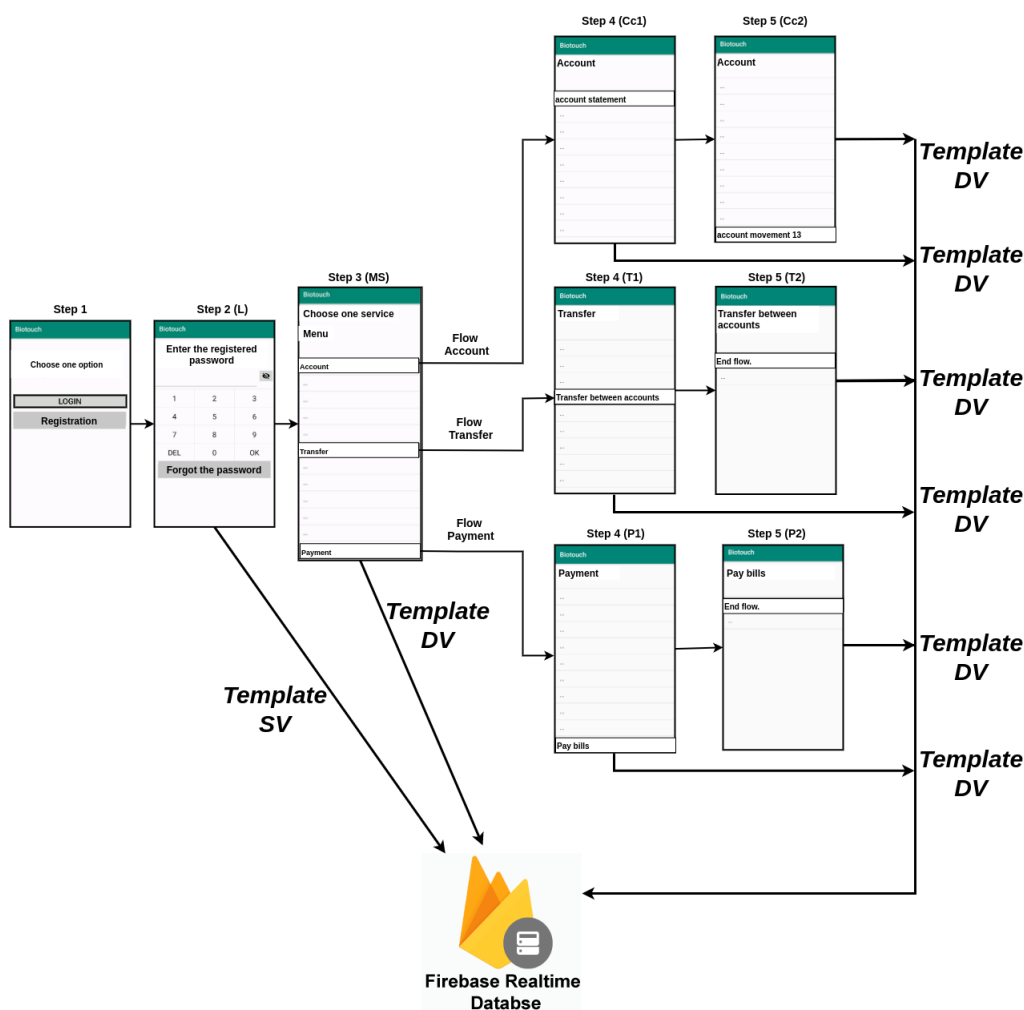 Step 1
Biotouch
Choose one option
LOGIN
Registration
Step 2 (L)
Biotouch
Enter the registered
password
1 2 3
4 5 6
7 8 9
DEL 0 OK
Forgot the password
Step 3 (MS)
Biotouch
Choose one service
Menu
Account
...
...
...
...
Transfer
...
...
...
...
...
Payment
Flow
Account
Flow
Transfer
Flow
Payment
Step 4 (Cc1)
Biotouch
Account
account statement
...
...
...
...
...
...
...
...
Step 5 (Cc2)
Biotouch
Account
...
...
...
...
...
...
...
...
...
account movement 13
Template
DV
Template
DV
Step 4 (T1)
Biotouch
Transfer
...
...
...
Transfer between accounts
...
...
...
...
...
Step 5 (T2)
Biotouch
Transfer between
accounts
End flow.
...
Template
DV
Template
DV
Step 4 (P1)
Biotouch
Payment
...
...
...
...
...
...
...
...
...
Pay bills
Step 5 (P2)
Biotouch
Pay bills
End flow.
...
Template
DV
Template
DV
Template
DV
Template
SV
Firebase Realtime
Databse